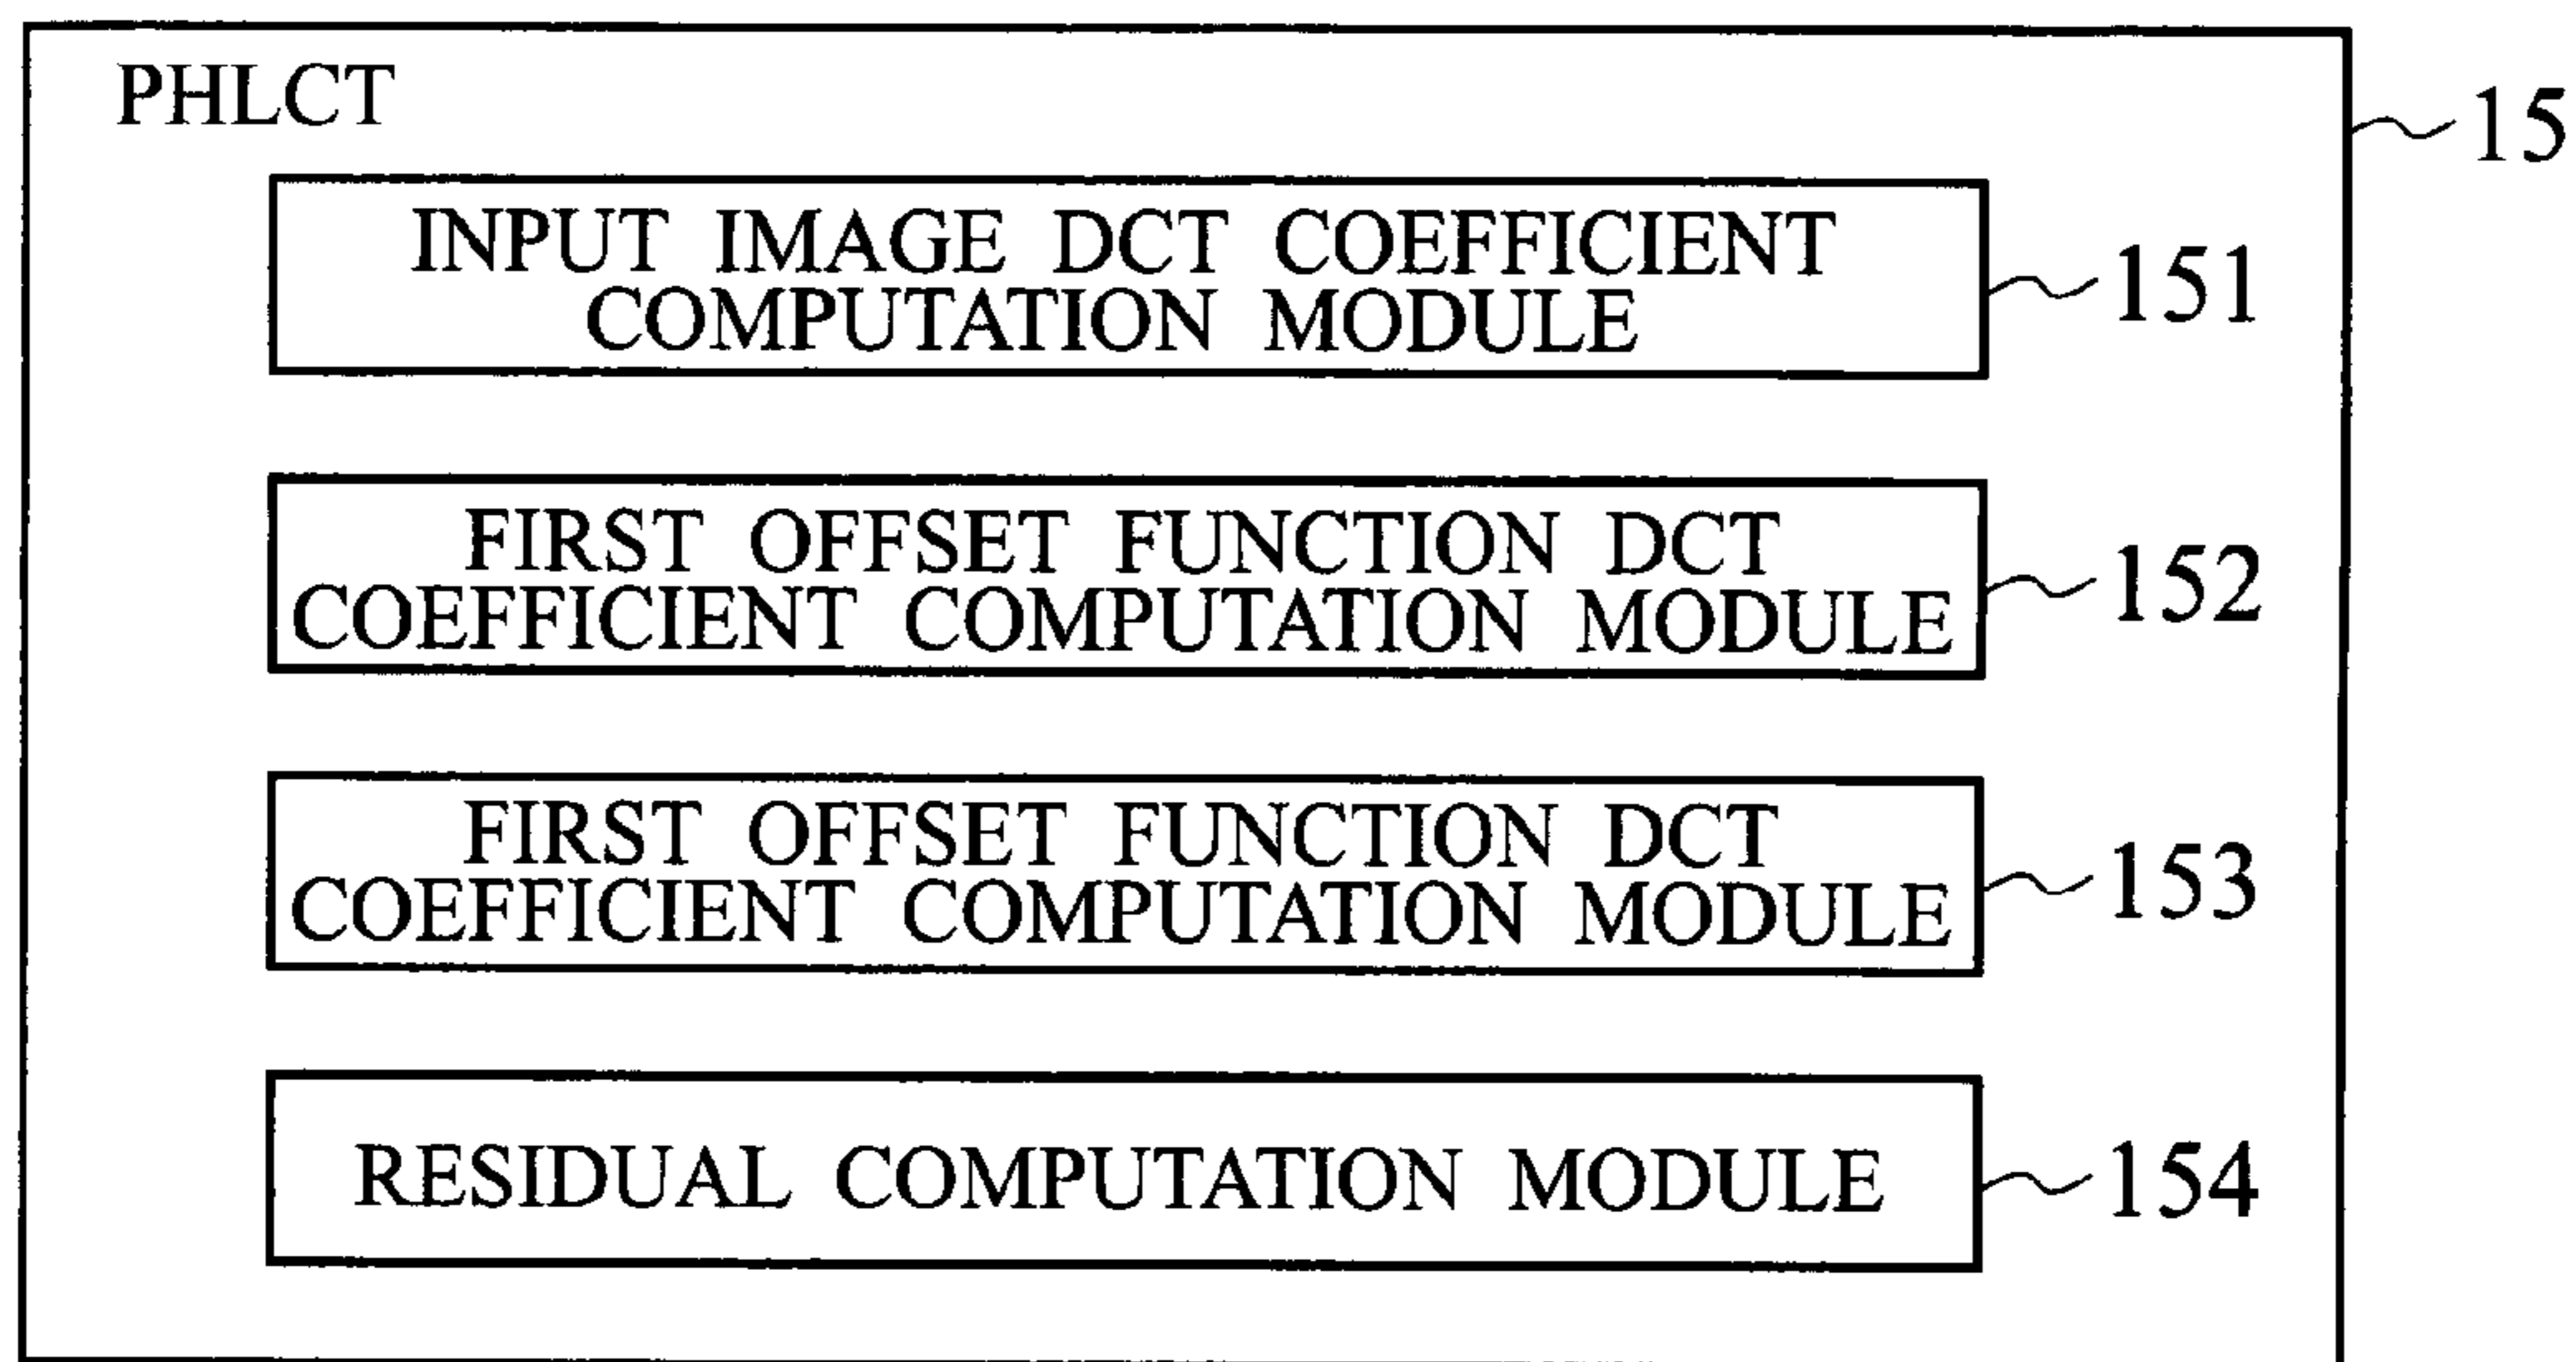 PHLCT
15
INPUT IMAGE DCT COEFFICIENT
COMPUTATION MODULE
151
FIRST OFFSET FUNCTION DCT
COEFFICIENT COMPUTATION MODULE
152
FIRST OFFSET FUNCTION DCT
COEFFICIENT COMPUTATION MODULE
153
RESIDUAL COMPUTATION MODULE
154